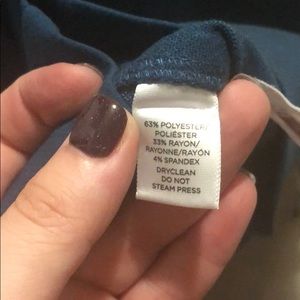 63% POLYESTER/
POLIÉSTER
33% RAYON/
RAYONNE/RAYÓN
4% SPANDEX
DRYCLEAN
DO NOT
STEAM PRESS